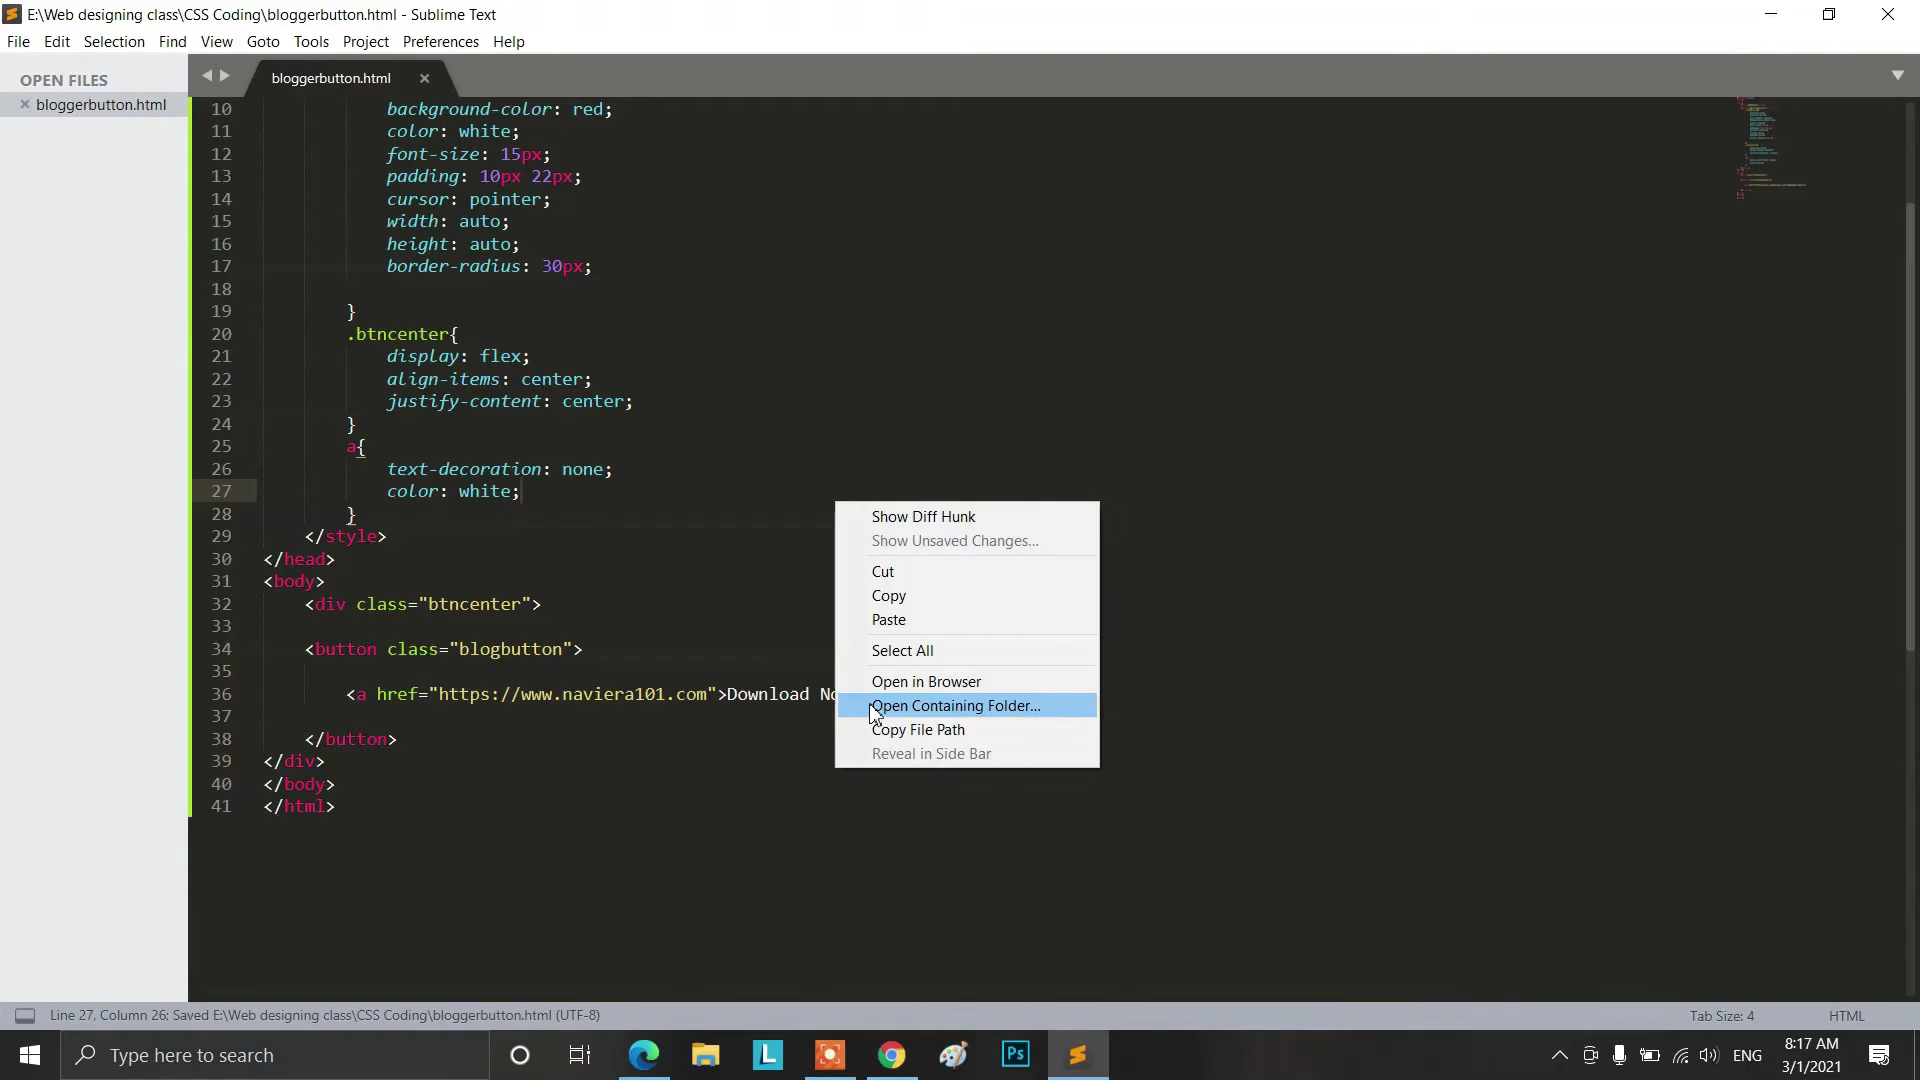 E:\Web designing class\CSS Coding\bloggerbutton.html - Sublime Text
File Edit Selection Find View Goto Tools Project Preferences Help
OPEN FILES
bloggerbutton.html
bloggerbutton.html
10 background-color: red;
11 color: white;
12 font-size: 15px;
13 padding: 10px 22px;
14 cursor: pointer;
15 width: auto;
16 height: auto;
17 border-radius: 30px;
18
19 }
20 .btncenter{
21 display: flex;
22 align-items: center;
23 justify-content: center;
24 }
25 a{
26 text-decoration: none;
27 color: white;
28 }
29 </style>
30 </head>
31 <body>
32 <div class="btncenter">
33
34 <button class="blogbutton">
35
36 <a href="https://www.naviera101.com">Download No
37
38 </button>
39 </div>
40 </body>
41 </html>
Show Diff Hunk
Show Unsaved Changes...
Cut
Copy
Paste
Select All
Open in Browser
Open Containing Folder...
Copy File Path
Reveal in Side Bar
Line 27, Column 26; Saved E:\Web designing class\CSS Coding\bloggerbutton.html (UTF-8)
Tab Size: 4
HTML
Type here to search
L
Ps
ENG
8:17 AM
3/1/2021